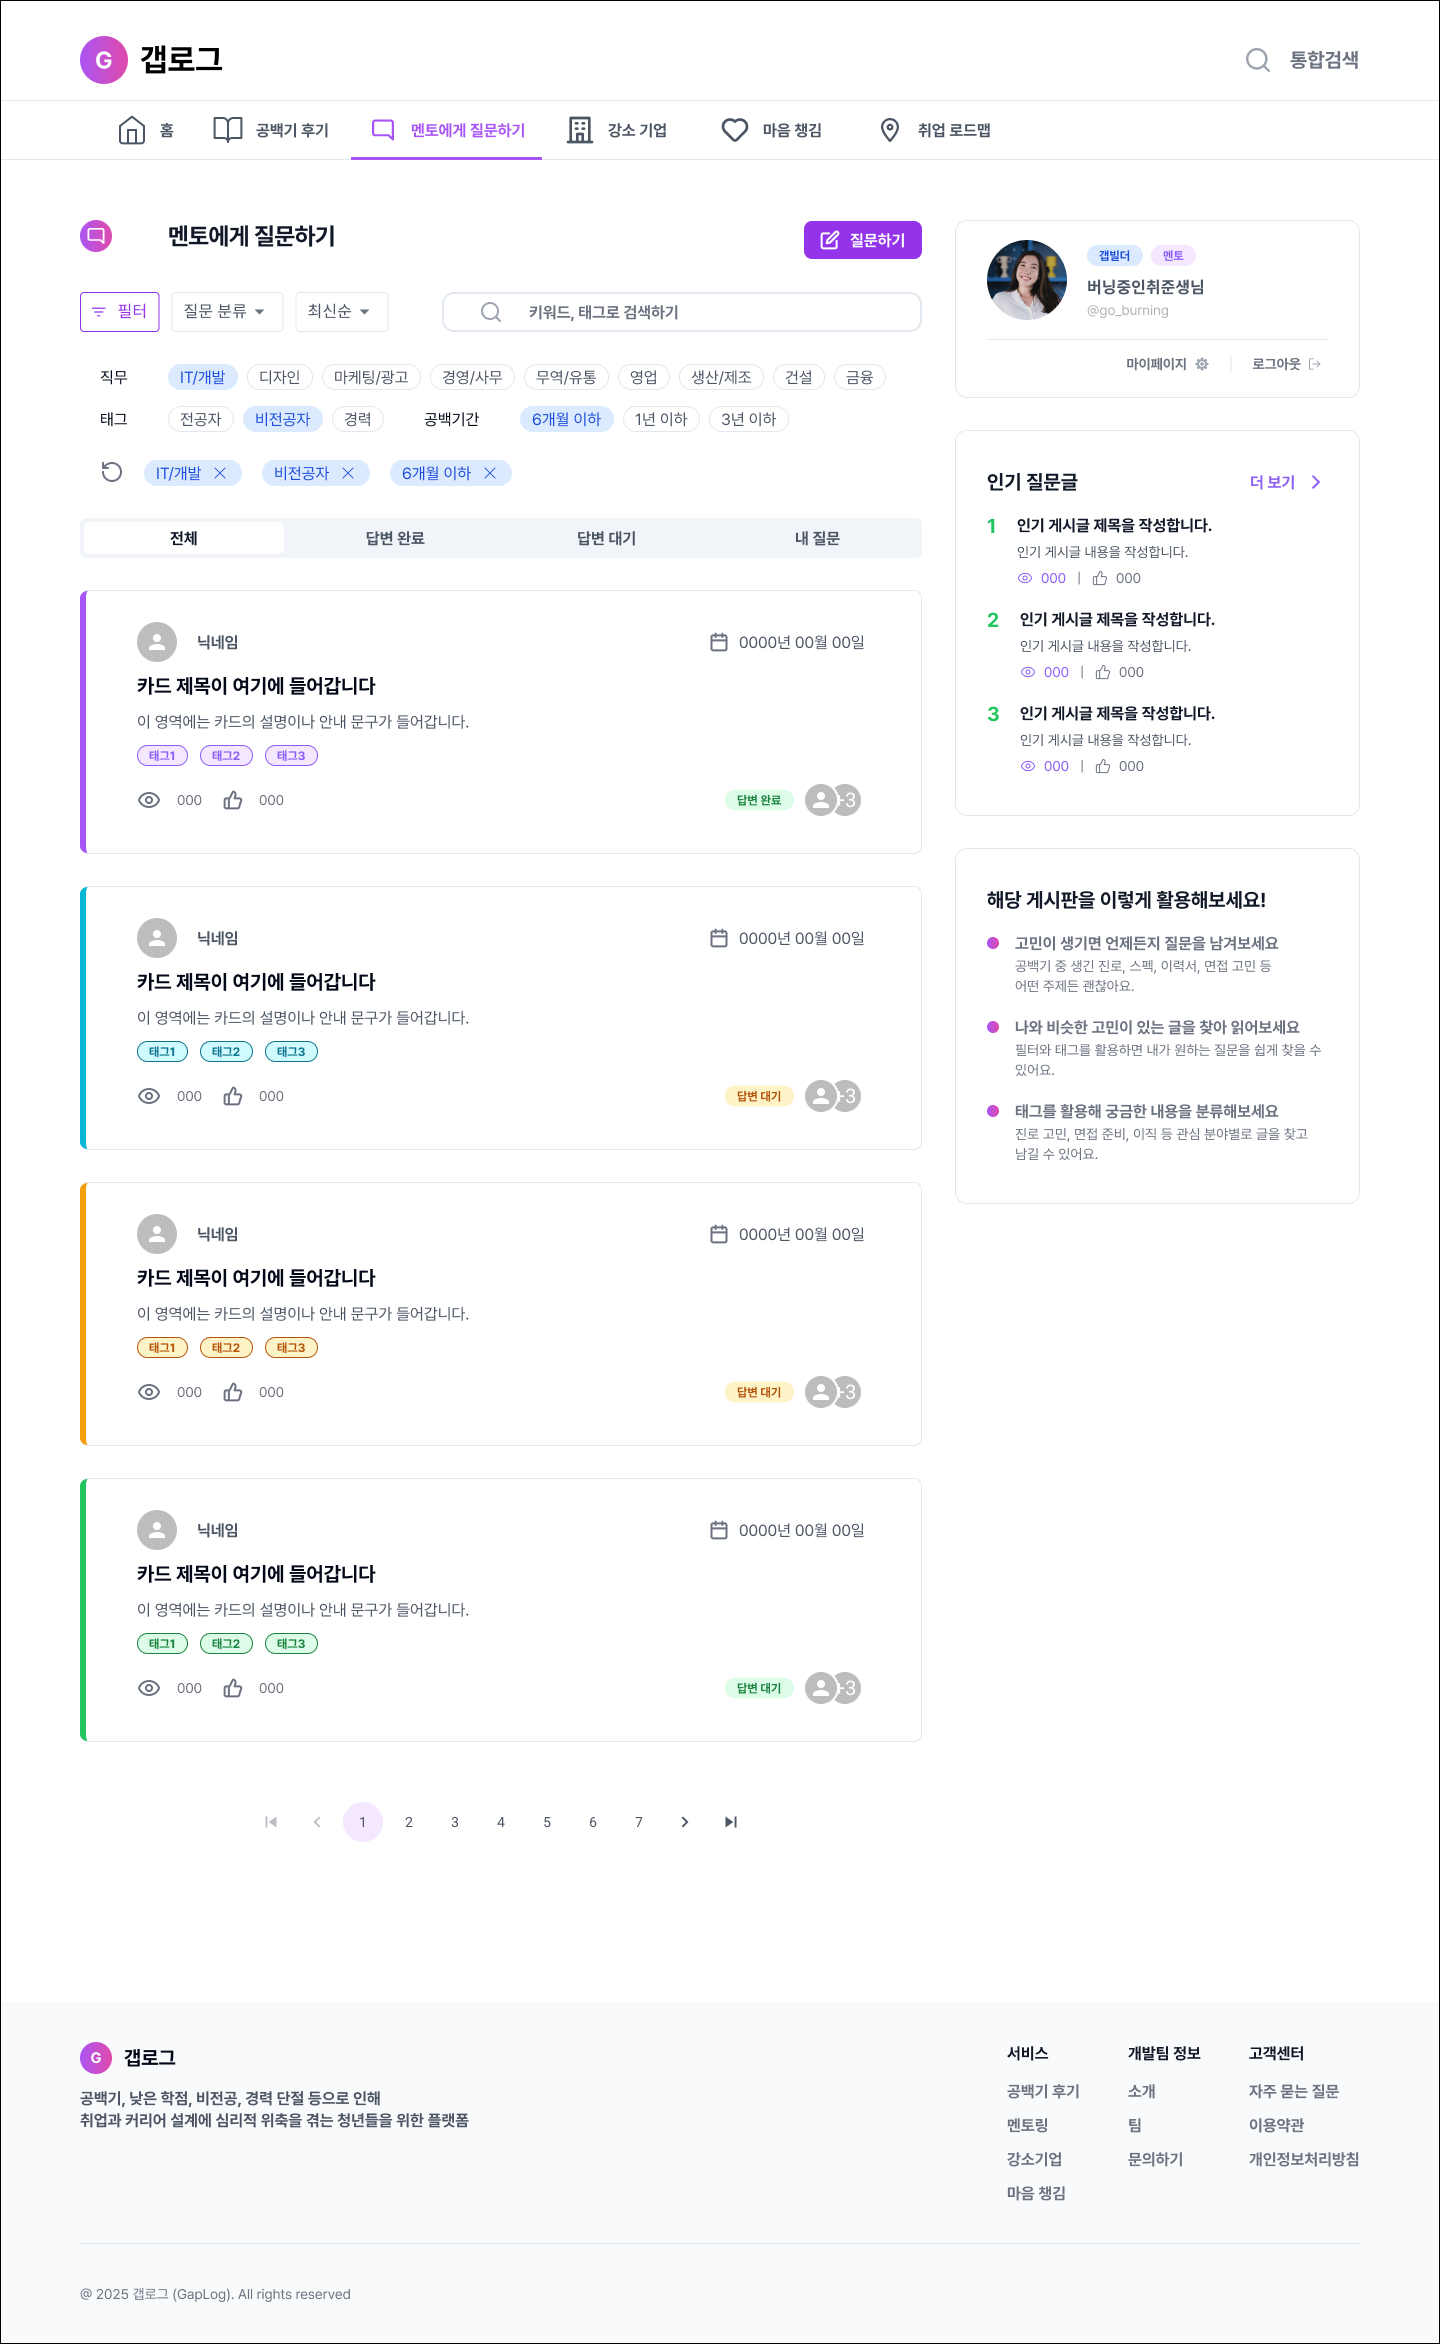 G 갭로그
통합검색
홈 공백기 후기 멘토에게 질문하기 강소 기업 마음 챙김 취업 로드맵
멘토에게 질문하기
질문하기
필터 질문 분류 최신순 키워드, 태그로 검색하기
직무 IT/개발 디자인 마케팅/광고 경영/사무 무역/유통 영업 생산/제조 건설 금융
태그 전공자 비전공자 경력 공백기간 6개월 이하 1년 이하 3년 이하
IT/개발 비전공자 6개월 이하
전체 답변 완료 답변 대기 내 질문
닉네임 0000년 00월 00일
카드 제목이 여기에 들어갑니다
이 영역에는 카드의 설명이나 안내 문구가 들어갑니다.
태그1 태그2 태그3
000 000 답변 완료 +3
닉네임 0000년 00월 00일
카드 제목이 여기에 들어갑니다
이 영역에는 카드의 설명이나 안내 문구가 들어갑니다.
태그1 태그2 태그3
000 000 답변 대기 +3
닉네임 0000년 00월 00일
카드 제목이 여기에 들어갑니다
이 영역에는 카드의 설명이나 안내 문구가 들어갑니다.
태그1 태그2 태그3
000 000 답변 대기 +3
닉네임 0000년 00월 00일
카드 제목이 여기에 들어갑니다
이 영역에는 카드의 설명이나 안내 문구가 들어갑니다.
태그1 태그2 태그3
000 000 답변 대기 +3
1 2 3 4 5 6 7
갭빌더 멘토
버닝중인취준생님
@go_burning
마이페이지 로그아웃
인기 질문글 더 보기
1 인기 게시글 제목을 작성합니다.
인기 게시글 내용을 작성합니다.
000 | 000
2 인기 게시글 제목을 작성합니다.
인기 게시글 내용을 작성합니다.
000 | 000
3 인기 게시글 제목을 작성합니다.
인기 게시글 내용을 작성합니다.
000 | 000
해당 게시판을 이렇게 활용해보세요!
고민이 생기면 언제든지 질문을 남겨보세요
공백기 중 생긴 진로, 스펙, 이력서, 면접 고민 등
어떤 주제든 괜찮아요.
나와 비슷한 고민이 있는 글을 찾아 읽어보세요
필터와 태그를 활용하면 내가 원하는 질문을 쉽게 찾을 수
있어요.
태그를 활용해 궁금한 내용을 분류해보세요
진로 고민, 면접 준비, 이직 등 관심 분야별로 글을 찾고
남길 수 있어요.
G 갭로그
공백기, 낮은 학점, 비전공, 경력 단절 등으로 인해
취업과 커리어 설계에 심리적 위축을 겪는 청년들을 위한 플랫폼
서비스 개발팀 정보 고객센터
공백기 후기 소개 자주 묻는 질문
멘토링 팀 이용약관
강소기업 문의하기 개인정보처리방침
마음 챙김
@ 2025 갭로그 (GapLog). All rights reserved